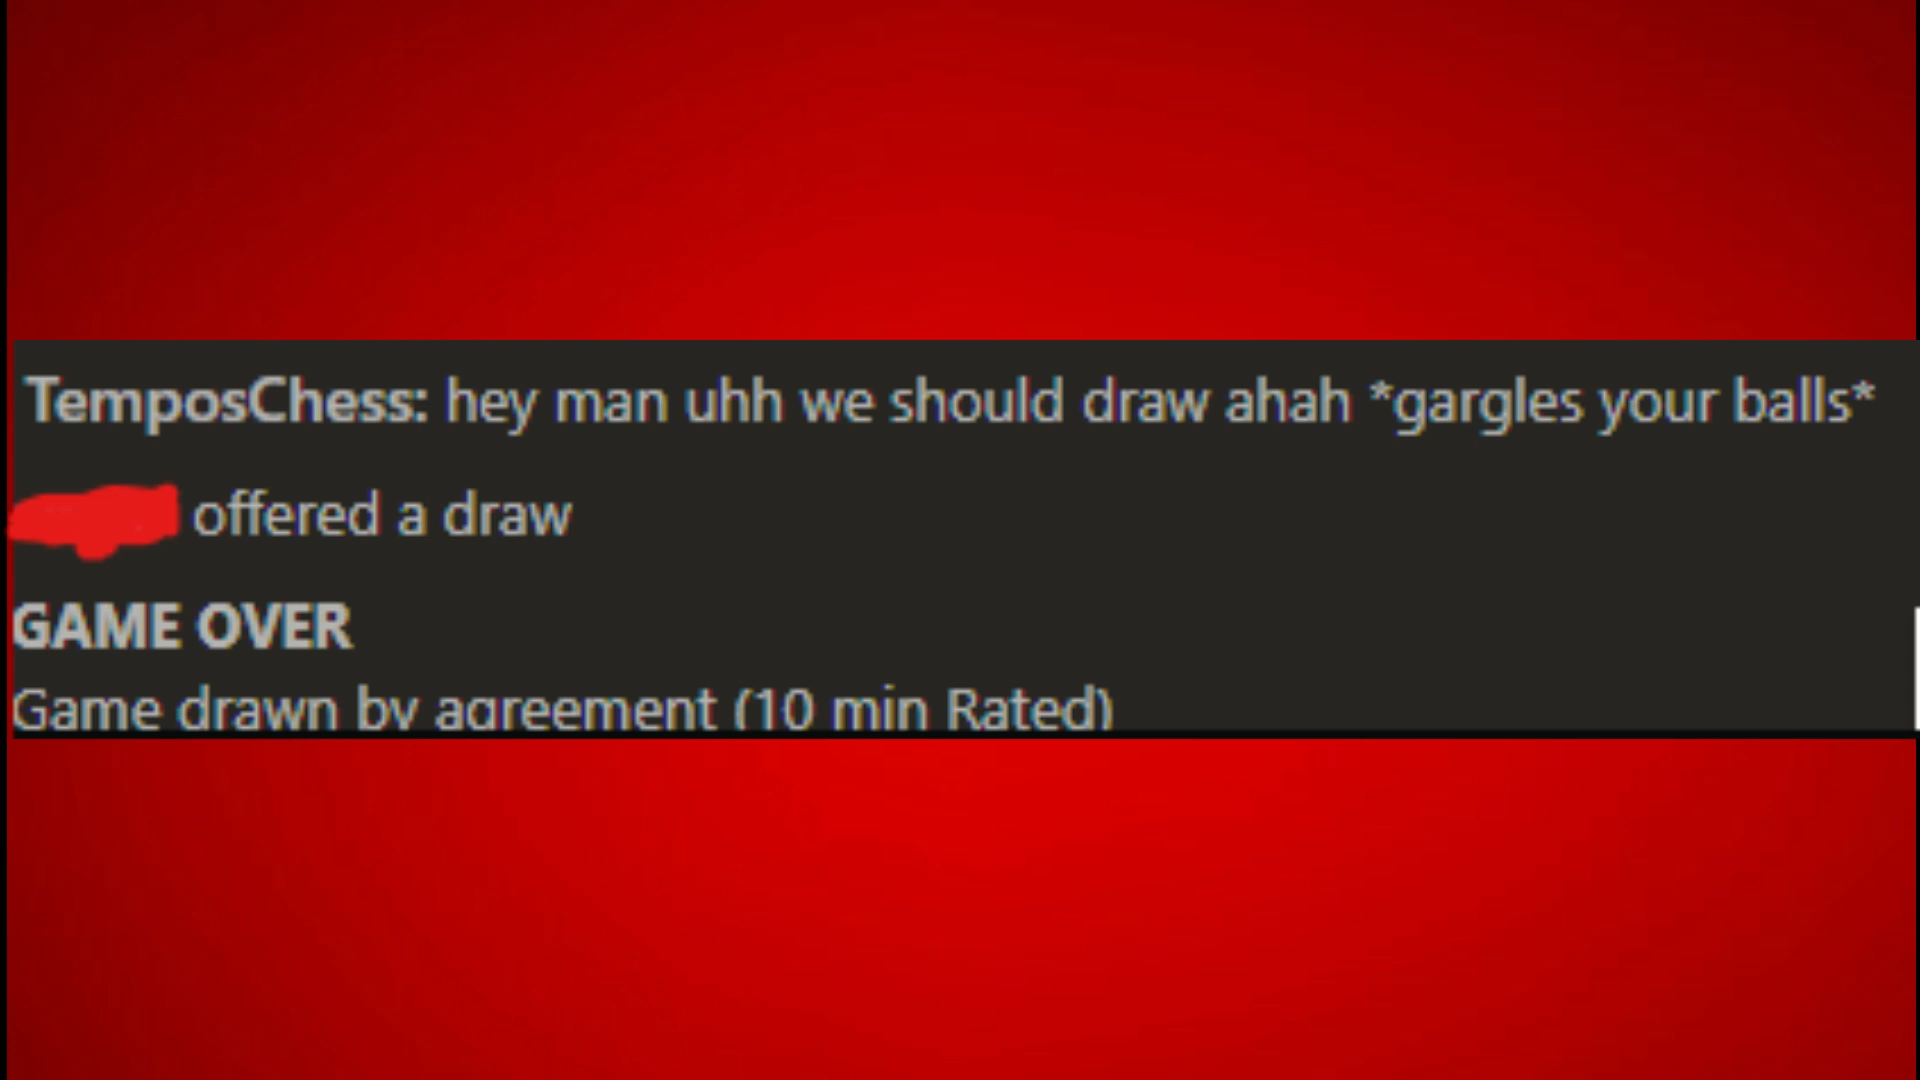 TemposChess: hey man uhh we should draw ahah *gargles your balls*
offered a draw
GAME OVER
Game drawn by agreement (10 min Rated)